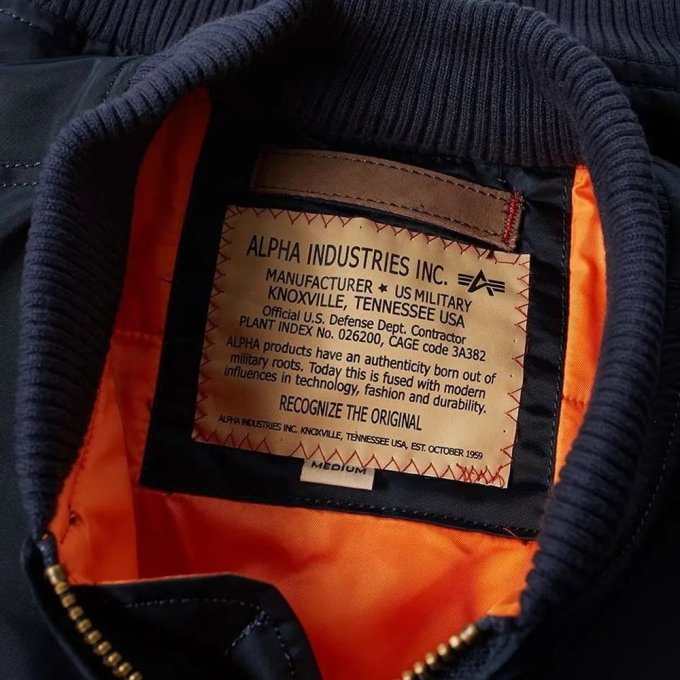 ALPHA INDUSTRIES INC.
MANUFACTURER ★ US MILITARY
KNOXVILLE, TENNESSEE USA
Official U.S. Defense Dept. Contractor
PLANT INDEX No. 026200, CAGE code 3A382
ALPHA products have an authenticity born out of
military roots. Today this is fused with modern
influences in technology, fashion and durability.
RECOGNIZE THE ORIGINAL
ALPHA INDUSTRIES INC. KNOXVILLE, TENNESSEE USA, EST. OCTOBER 1959
MEDIUM